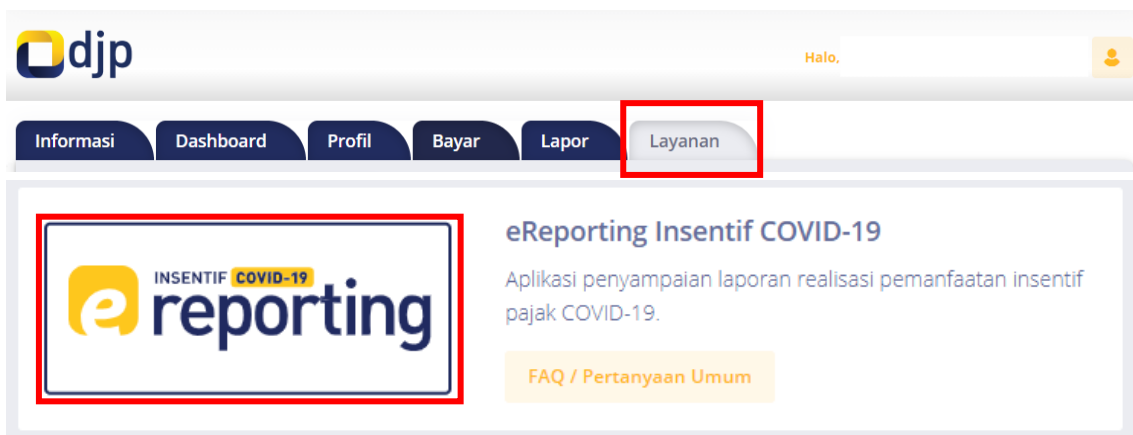 djp
Halo,
Informasi Dashboard Profil Bayar Lapor Layanan
INSENTIF COVID-19
e reporting
eReporting Insentif COVID-19
Aplikasi penyampaian laporan realisasi pemanfaatan insentif
pajak COVID-19.
FAQ / Pertanyaan Umum